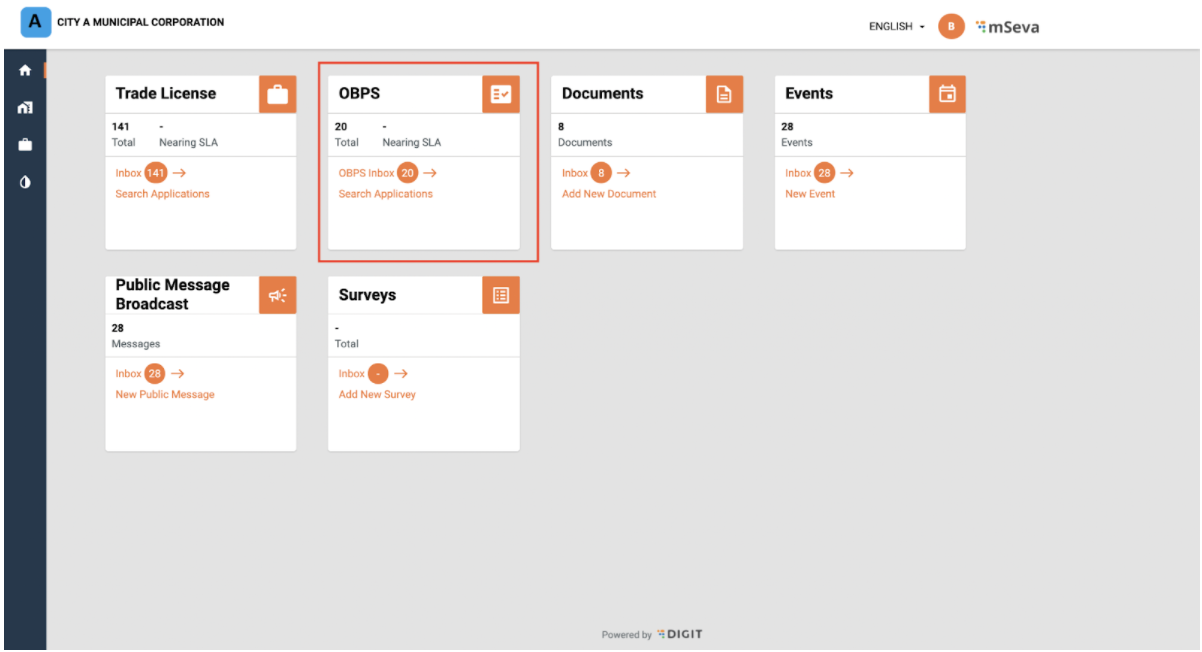 A CITY A MUNICIPAL CORPORATION
ENGLISH B mSeva
Trade License
141 -
Total Nearing SLA
Inbox 141
Search Applications
OBPS
20 -
Total Nearing SLA
OBPS Inbox 20
Search Applications
Documents
8
Documents
Inbox 8
Add New Document
Events
28
Events
Inbox 28
New Event
Public Message
Broadcast
28
Messages
Inbox 28
New Public Message
Surveys
-
Total
Inbox -
Add New Survey
Powered by DIGIT